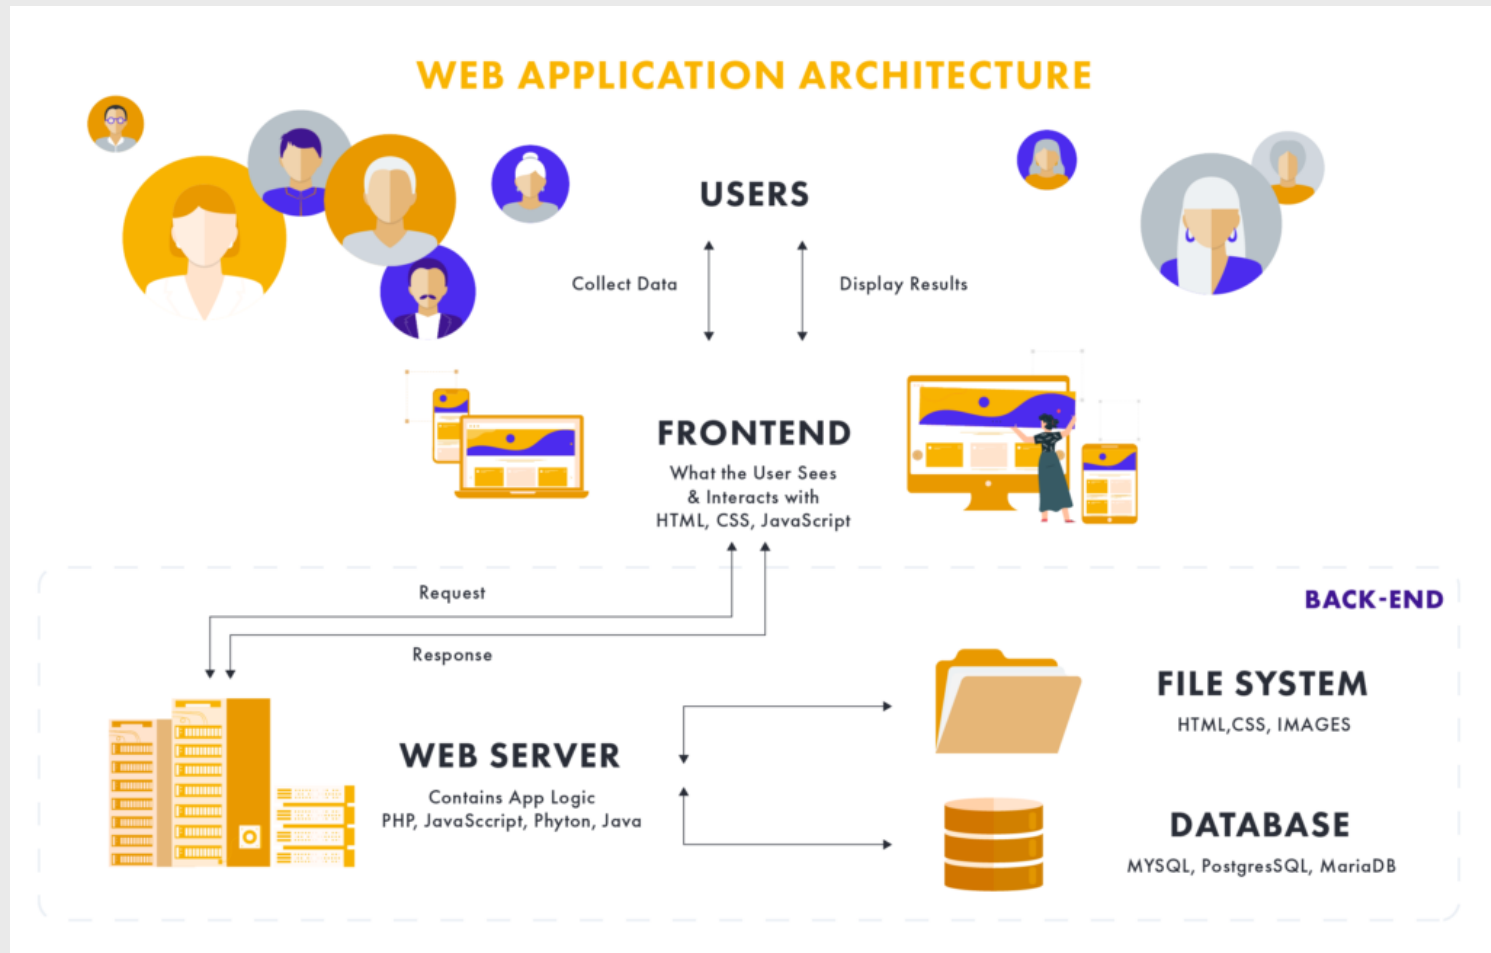 WEB APPLICATION ARCHITECTURE
USERS
Collect Data
Display Results
FRONTEND
What the User Sees
& Interacts with
HTML, CSS, JavaScript
BACK-END
Request
Response
WEB SERVER
Contains App Logic
PHP, JavaSccript, Phyton, Java
FILE SYSTEM
HTML,CSS, IMAGES
DATABASE
MYSQL, PostgresSQL, MariaDB